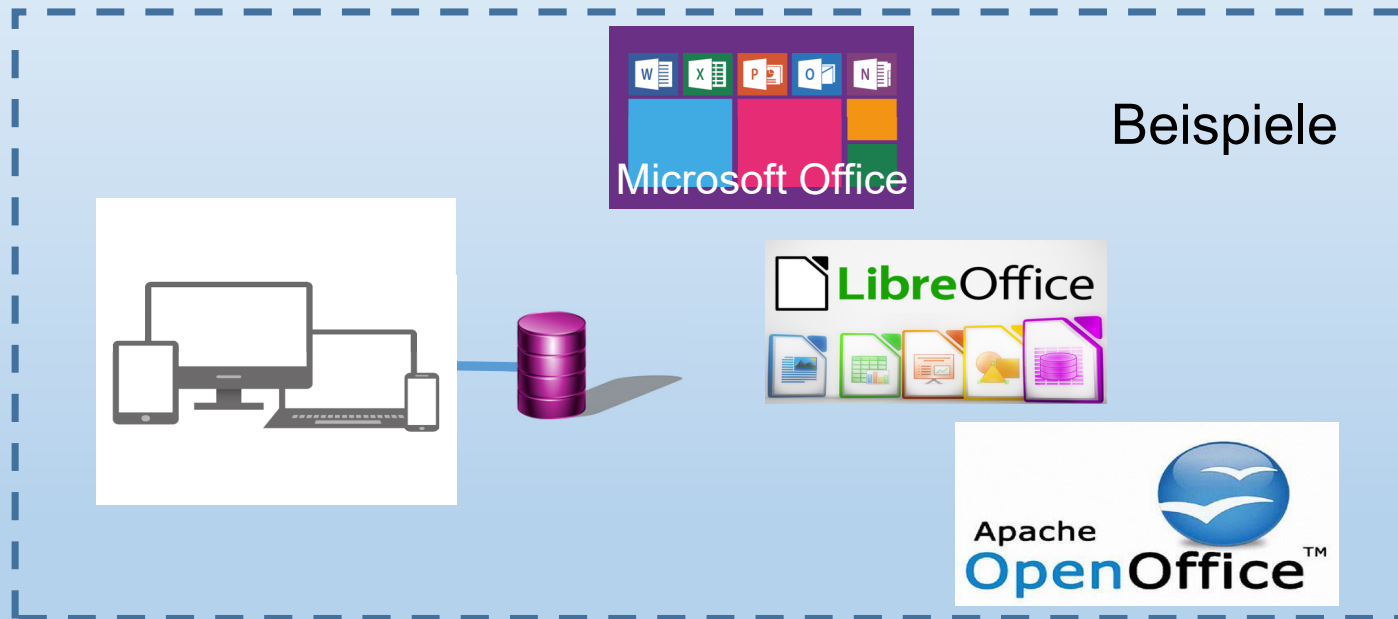 W X P O N
Microsoft Office
Beispiele
LibreOffice
Apache
OpenOffice™